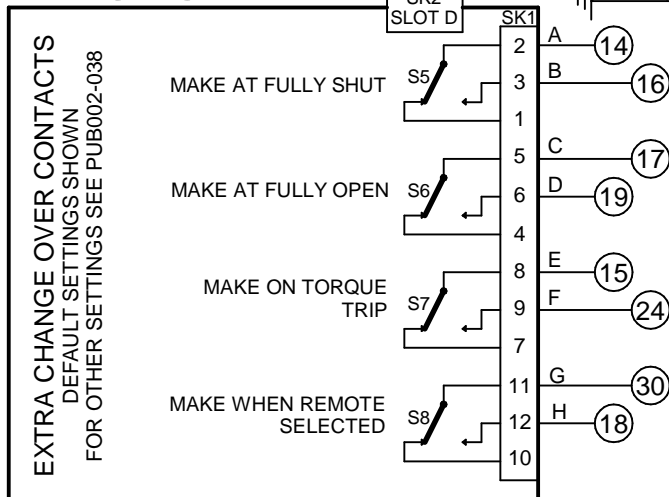 SK2
SLOT D
SK1
EXTRA CHANGE OVER CONTACTS
DEFAULT SETTINGS SHOWN
FOR OTHER SETTINGS SEE PUB002-038
MAKE AT FULLY SHUT
S5
2
A
14
3
B
16
1
MAKE AT FULLY OPEN
S6
5
C
17
6
D
19
4
MAKE ON TORQUE
TRIP
S7
8
E
15
9
F
24
7
MAKE WHEN REMOTE
SELECTED
S8
11
G
30
12
H
18
10